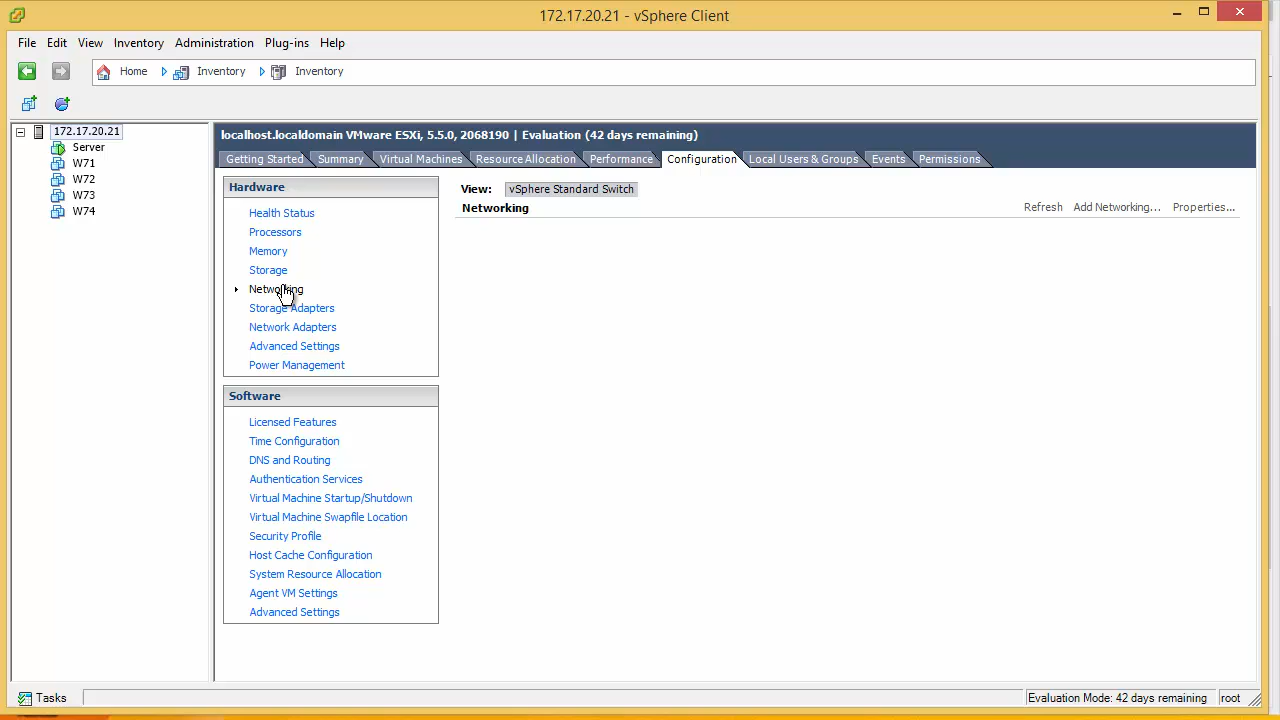 172.17.20.21 - vSphere Client
File Edit View Inventory Administration Plug-ins Help
Home Inventory Inventory
172.17.20.21
Server
W71
W72
W73
W74
localhost.localdomain VMware ESXi, 5.5.0, 2068190 | Evaluation (42 days remaining)
Getting Started Summary Virtual Machines Resource Allocation Performance Configuration Local Users & Groups Events Permissions
Hardware
Health Status
Processors
Memory
Storage
Networking
Storage Adapters
Network Adapters
Advanced Settings
Power Management
Software
Licensed Features
Time Configuration
DNS and Routing
Authentication Services
Virtual Machine Startup/Shutdown
Virtual Machine Swapfile Location
Security Profile
Host Cache Configuration
System Resource Allocation
Agent VM Settings
Advanced Settings
View: vSphere Standard Switch
Networking Refresh Add Networking... Properties...
Tasks Evaluation Mode: 42 days remaining root